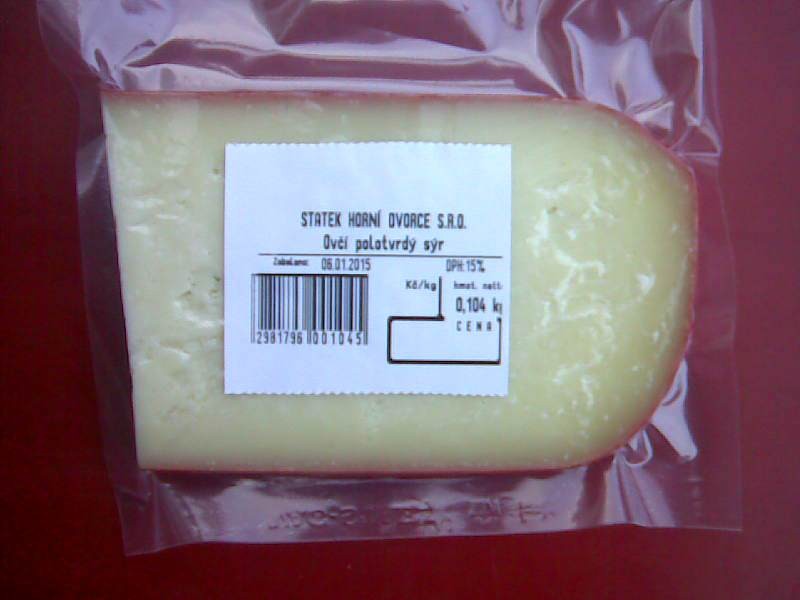 STATEK HORNÍ DVORCE S.R.O.
Ovčí polotvrdý sýr
Zabaleno: 06.01.2015 DPH:15%
Kč/kg hmot. nett
0,104 kg
CENA
2981796 001045